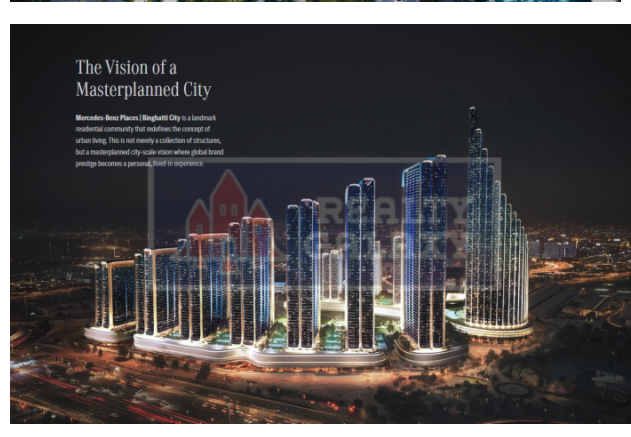 The Vision of a
Masterplanned City
Mercedes-Benz Places | Binghatti City is a landmark
residential community that redefines the concept of
urban living. This is not merely a collection of structures,
but a masterplanned city-scale vision where global brand
prestige becomes a personal, lived-in experience.
REALTY
GALAXY